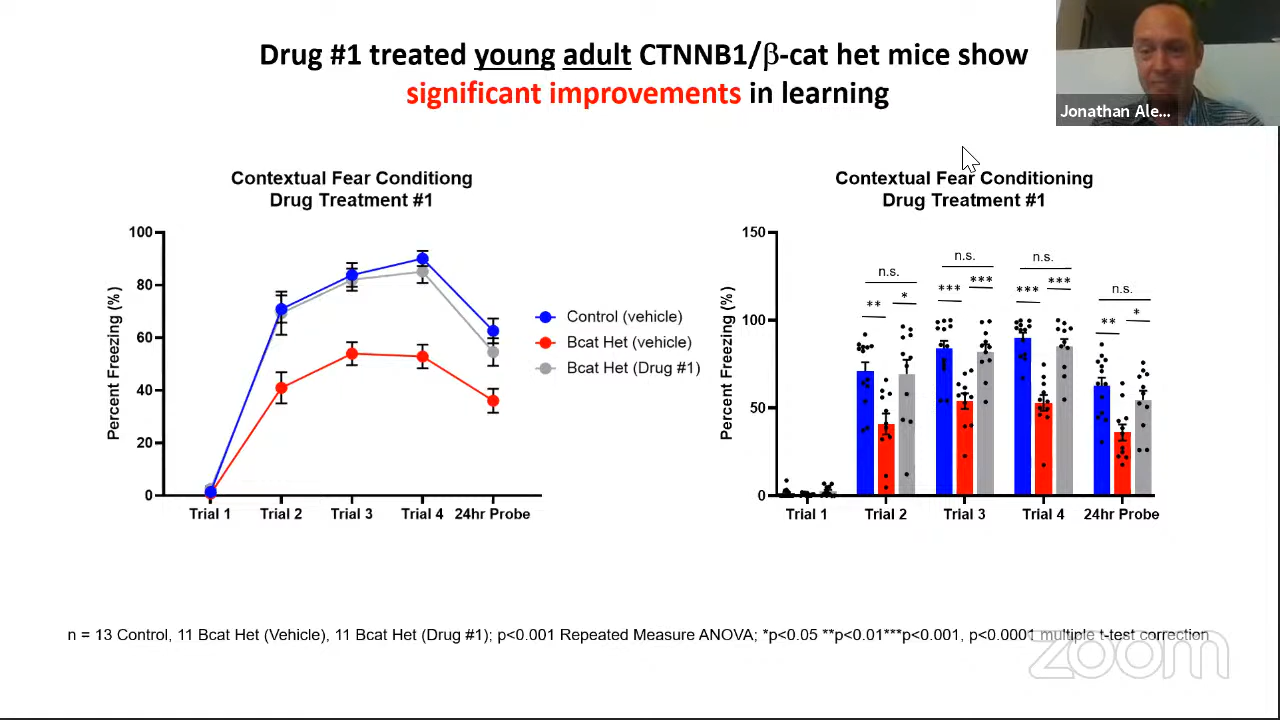 Drug #1 treated young adult CTNNB1/β-cat het mice show
significant improvements in learning
Jonathan Ale...
Contextual Fear Conditiong
Drug Treatment #1
Percent Freezing (%)
100
80
60
40
20
0
Trial 1
Trial 2
Trial 3
Trial 4
24hr Probe
Control (vehicle)
Bcat Het (vehicle)
Bcat Het (Drug #1)
Contextual Fear Conditioning
Drug Treatment #1
Percent Freezing (%)
150
100
50
0
n.s.
**
*
n.s.
***
***
n.s.
***
***
n.s.
**
*
Trial 1
Trial 2
Trial 3
Trial 4
24hr Probe
n = 13 Control, 11 Bcat Het (Vehicle), 11 Bcat Het (Drug #1); p<0.001 Repeated Measure ANOVA; *p<0.05 **p<0.01***p<0.001, p<0.0001 multiple t-test correction
zoom